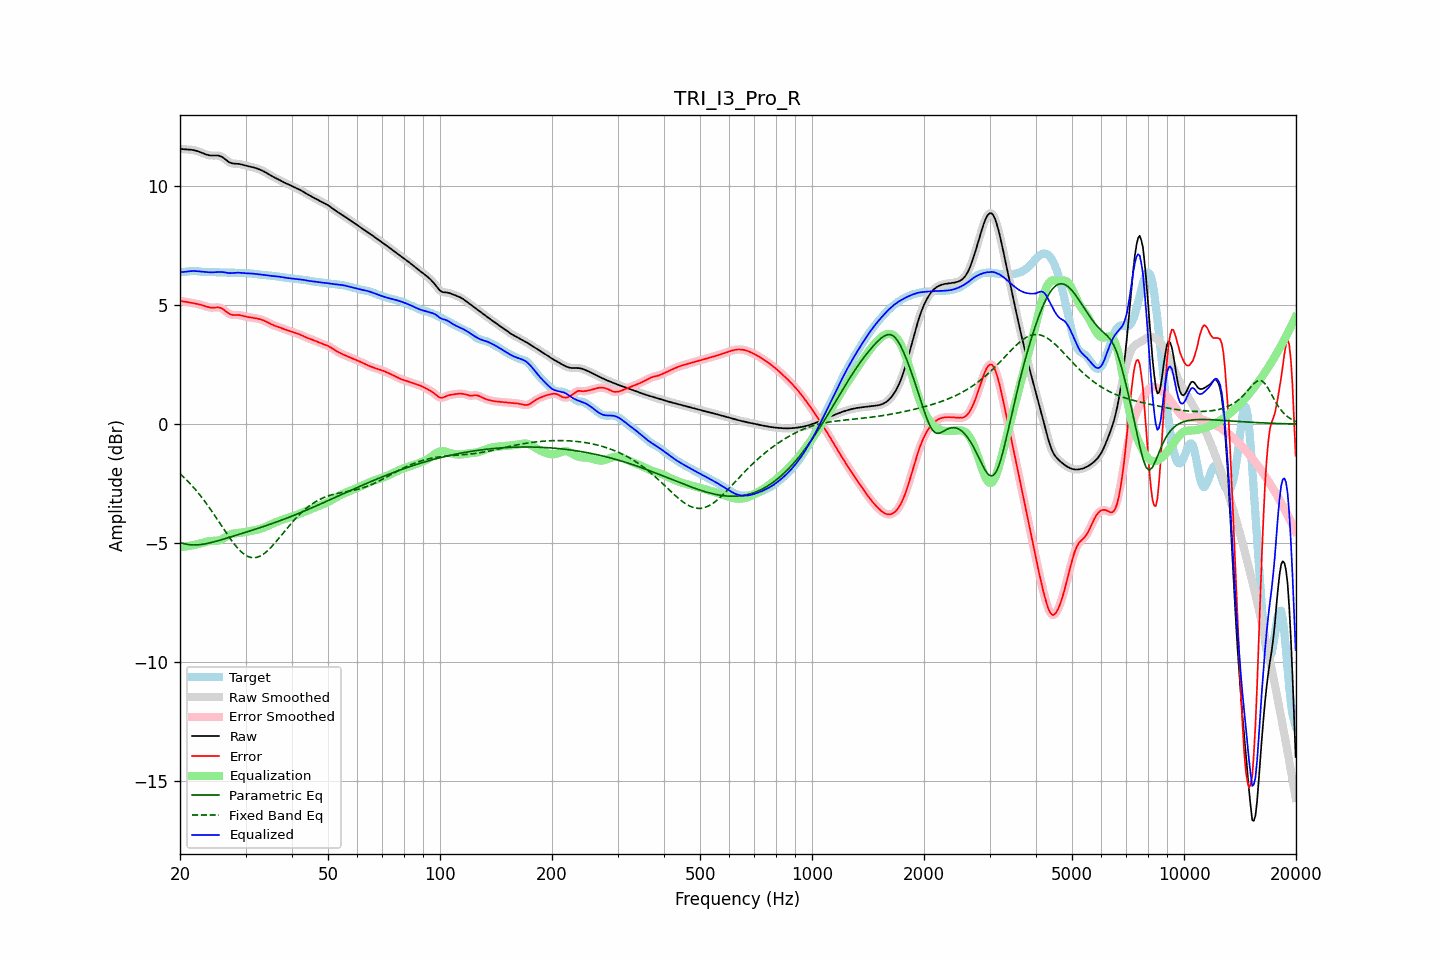 TRI_I3_Pro_R
Amplitude (dBr)
10
5
0
−5
−10
−15
Target
Raw Smoothed
Error Smoothed
Raw
Error
Equalization
Parametric Eq
Fixed Band Eq
Equalized
20 50 100 200 500 1000 2000 5000 10000 20000
Frequency (Hz)